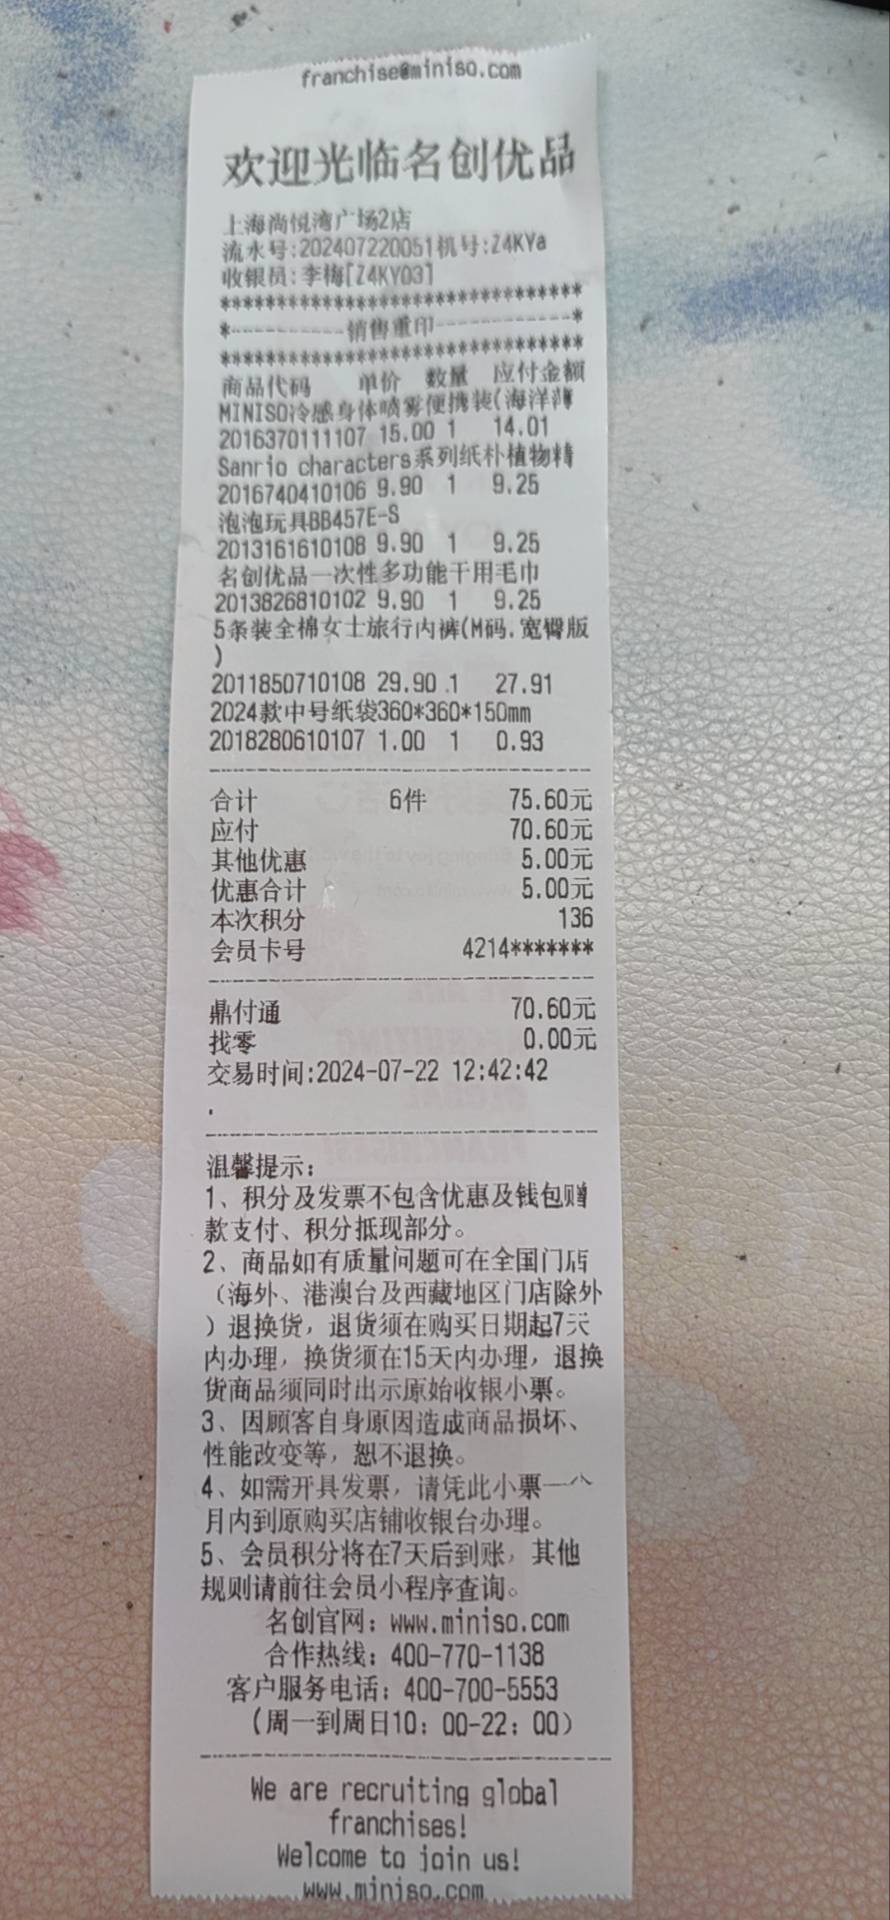 franchise@miniso.com
欢迎光临名创优品
上海尚悦湾广场2店
流水号:202407220051机号:Z4KYa
收银员:李梅[Z4KY03]
*******************************
*-----------销售重印-------------*
*******************************
商品代码 单价 数量 应付金额
MINISO冷感身体喷雾便携装(海洋薄
2016370111107 15.00 1 14.01
Sanrio characters系列纸朴植物精
2016740410106 9.90 1 9.25
泡泡玩具BB457E-S
2013161610108 9.90 1 9.25
名创优品一次性多功能干用毛巾
2013826810102 9.90 1 9.25
5条装全棉女士旅行内裤(M码.宽臀版
)
2011850710108 29.90 1 27.91
2024款中号纸袋360*360*150mm
2018280610107 1.00 1 0.93
合计 6件 75.60元
应付 70.60元
其他优惠 5.00元
优惠合计 5.00元
本次积分 136
会员卡号 4214*******
鼎付通 70.60元
找零 0.00元
交易时间:2024-07-22 12:42:42
.
温馨提示:
1、积分及发票不包含优惠及钱包赠
款支付、积分抵现部分。
2、商品如有质量问题可在全国门店
（海外、港澳台及西藏地区门店除外
）退换货，退货须在购买日期起7天
内办理，换货须在15天内办理，退换
货商品须同时出示原始收银小票。
3、因顾客自身原因造成商品损坏、
性能改变等，恕不退换。
4、如需开具发票，请凭此小票一个
月内到原购买店铺收银台办理。
5、会员积分将在7天后到账，其他
规则请前往会员小程序查询。
名创官网：www.miniso.com
合作热线：400-770-1138
客户服务电话：400-700-5553
（周一到周日10：00-22：00）
We are recruiting global
franchises!
Welcome to join us!
www.miniso.com